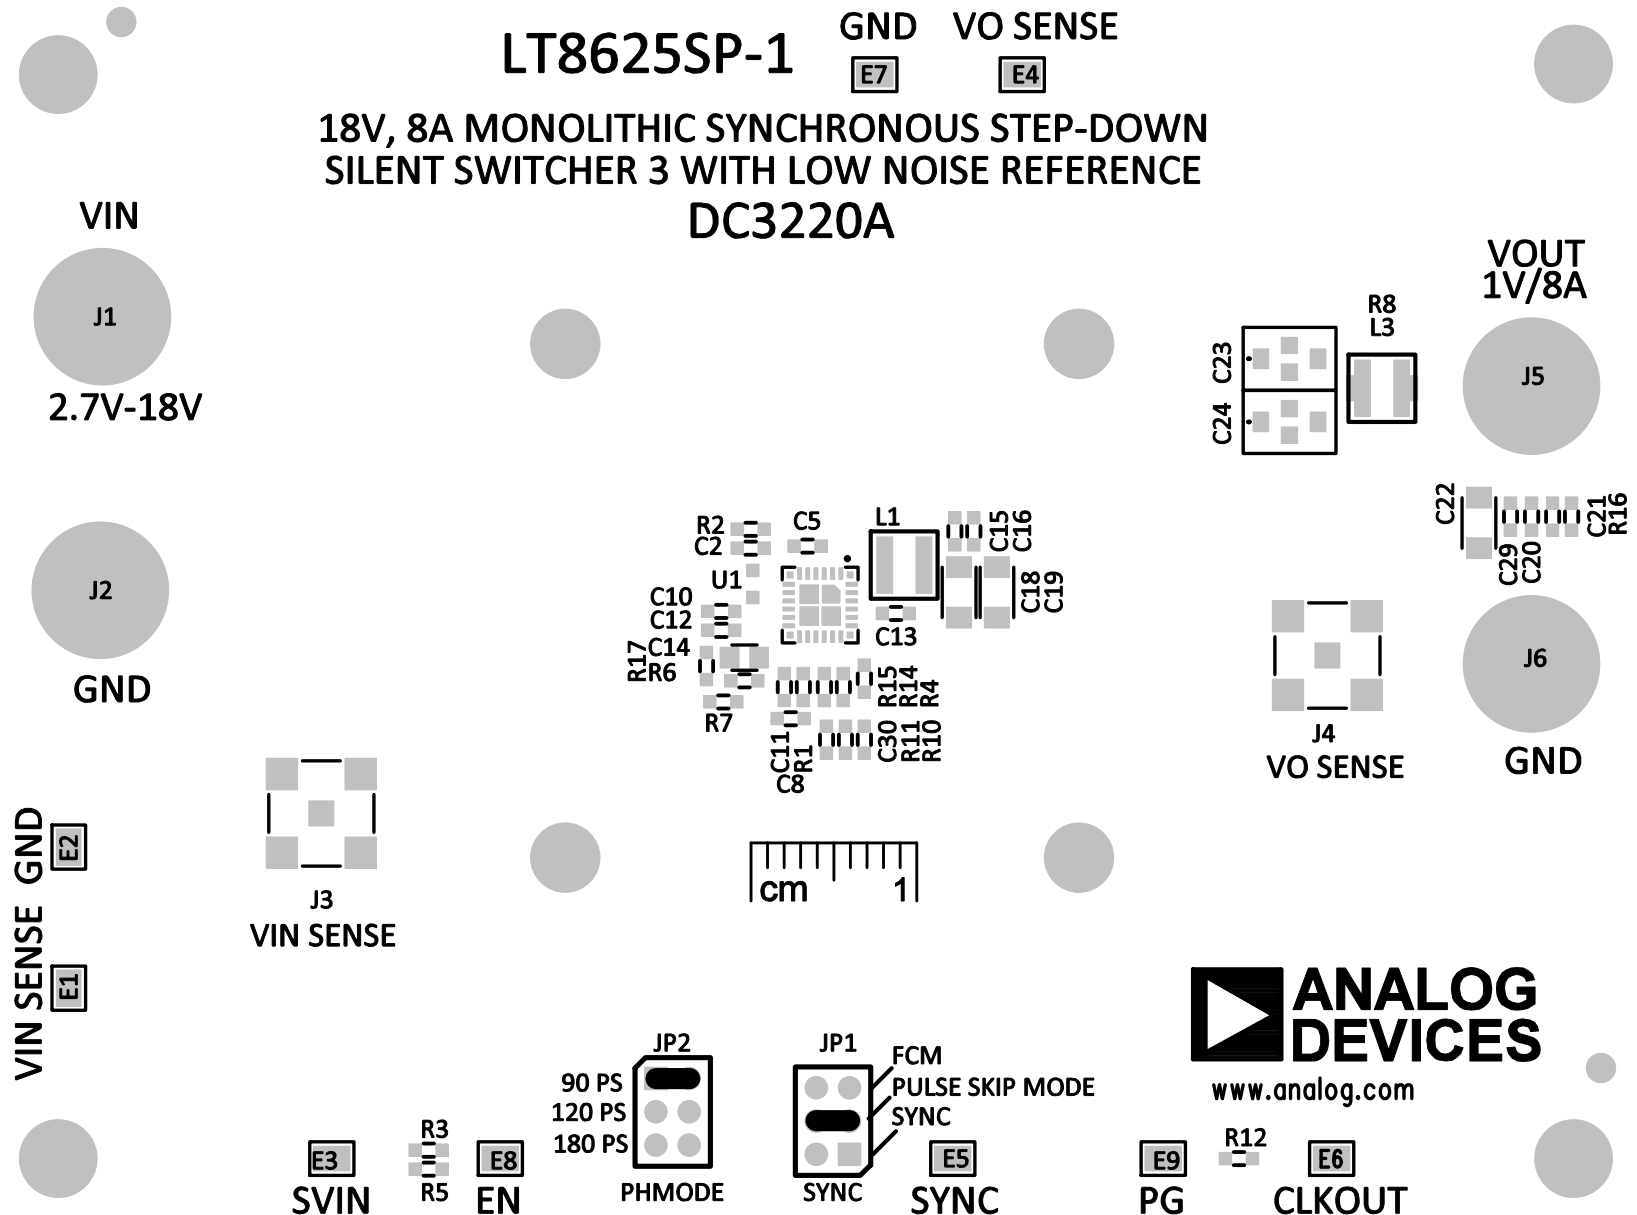 LT8625SP-1
GND
E7
VO SENSE
E4
18V, 8A MONOLITHIC SYNCHRONOUS STEP-DOWN
SILENT SWITCHER 3 WITH LOW NOISE REFERENCE
DC3220A
VIN
J1
2.7V-18V
J2
GND
VOUT
1V/8A
J5
R8
L3
C23
C24
C22
C29
C20
C21
R16
J6
GND
J4
VO SENSE
R2
C2
C5
L1
C15
C16
U1
C10
C12
C14
R17
R6
R7
C13
C18
C19
R15
R14
R4
C11
R1
C8
C30
R11
R10
J3
VIN SENSE
GND
E2
VIN SENSE
E1
cm 1
ANALOG
DEVICES
www.analog.com
JP2
90 PS
120 PS
180 PS
PHMODE
JP1
FCM
PULSE SKIP MODE
SYNC
SYNC
E3
SVIN
R3
R5
E8
EN
E5
SYNC
E9
PG
R12
E6
CLKOUT